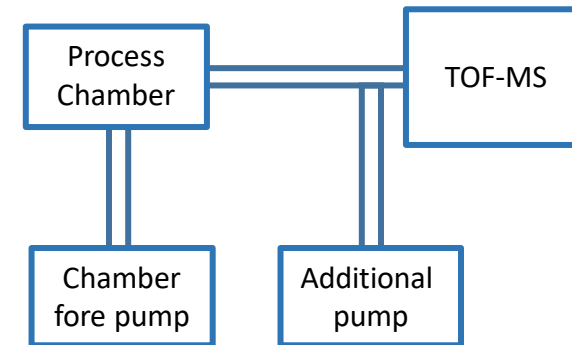 Process
Chamber
TOF-MS
Chamber
fore pump
Additional
pump